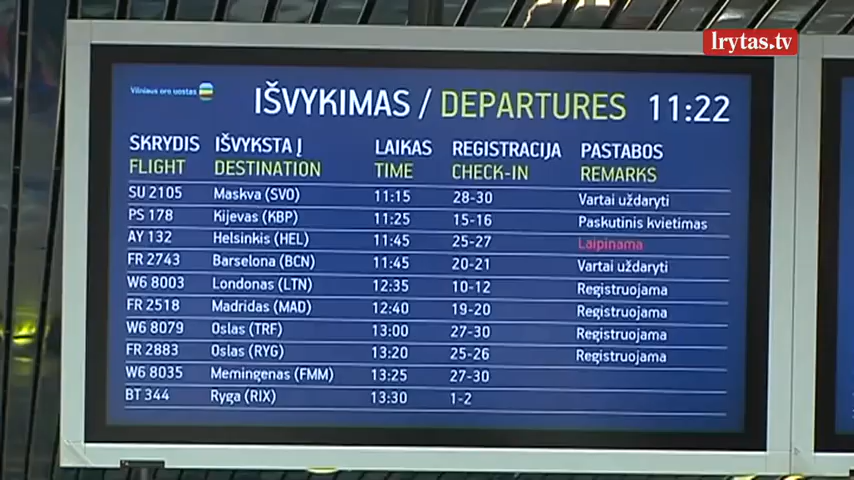 lrytas.tv
Vilniaus oro uostas
IŠVYKIMAS / DEPARTURES 11:22
SKRYDIS IŠVYKSTA Į LAIKAS REGISTRACIJA PASTABOS
FLIGHT DESTINATION TIME CHECK-IN REMARKS
SU 2105 Maskva (SVO) 11:15 28-30 Vartai uždaryti
PS 178 Kijevas (KBP) 11:25 15-16 Paskutinis kvietimas
AY 132 Helsinkis (HEL) 11:45 25-27 Laipinama
FR 2743 Barselona (BCN) 11:45 20-21 Vartai uždaryti
W6 8003 Londonas (LTN) 12:35 10-12 Registruojama
FR 2518 Madridas (MAD) 12:40 19-20 Registruojama
W6 8079 Oslas (TRF) 13:00 27-30 Registruojama
FR 2883 Oslas (RYG) 13:20 25-26 Registruojama
W6 8035 Memingenas (FMM) 13:25 27-30
BT 344 Ryga (RIX) 13:30 1-2